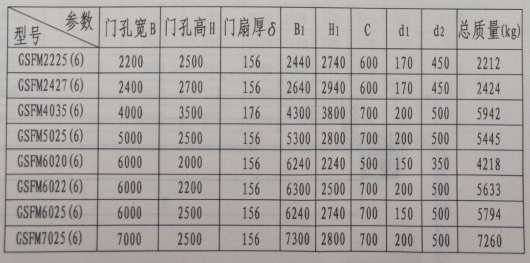 参数 型号 门孔宽B 门孔高H 门扇厚δ B1 H1 C d1 d2 总质量(kg)
GSFM2225(6) 2200 2500 156 2440 2740 600 170 450 2212
GSFM2427(6) 2400 2700 156 2640 2940 600 170 450 2424
GSFM4035(6) 4000 3500 176 4300 3800 700 200 500 5942
GSFM5025(6) 5000 2500 156 5300 2800 700 200 500 5445
GSFM6020(6) 6000 2000 156 6240 2240 500 150 350 4218
GSFM6022(6) 6000 2200 156 6300 2500 700 200 500 5633
GSFM6025(6) 6000 2500 156 6240 2740 700 150 500 5794
GSFM7025(6) 7000 2500 156 7300 2800 700 200 500 7260